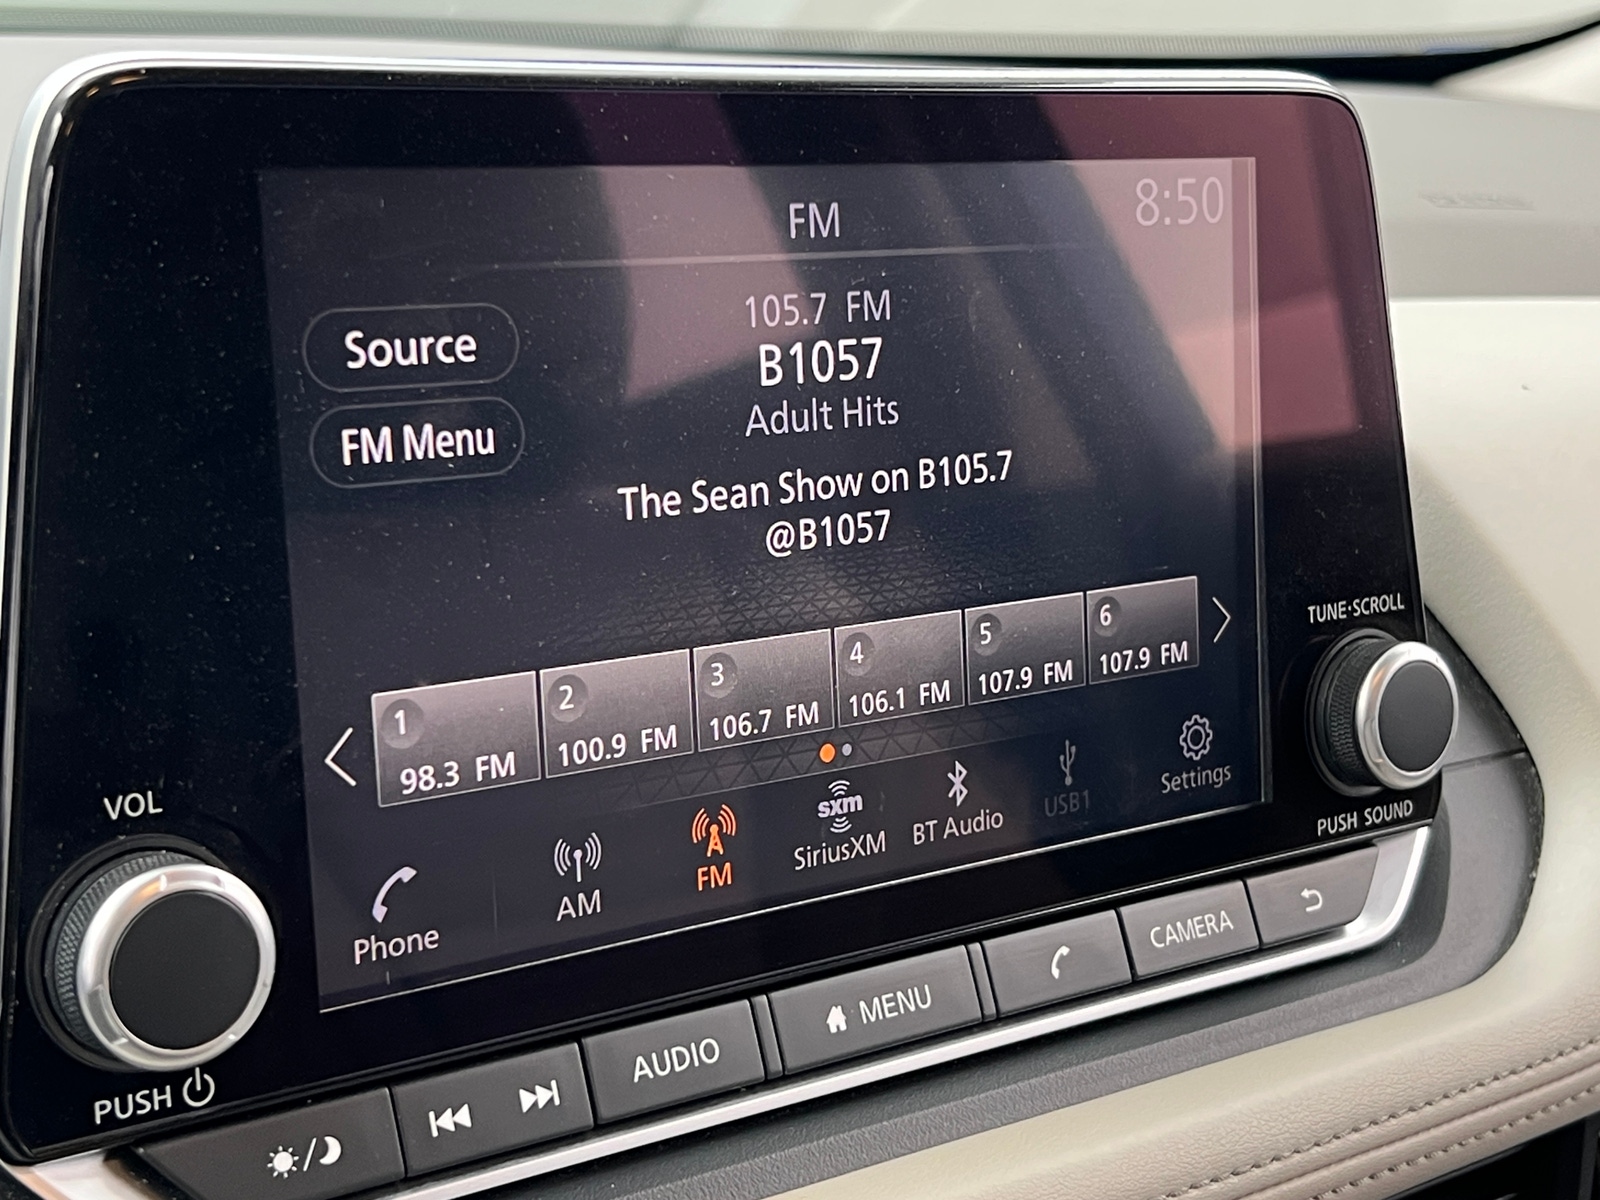 FM
8:50
105.7 FM
B1057
Adult Hits
Source
FM Menu
The Sean Show on B105.7
@B1057
1
98.3 FM
2
100.9 FM
3
106.7 FM
4
106.1 FM
5
107.9 FM
6
107.9 FM
Phone
AM
FM
sxm
SiriusXM
BT Audio
USB1
Settings
VOL
PUSH
TUNE·SCROLL
PUSH SOUND
AUDIO
MENU
CAMERA